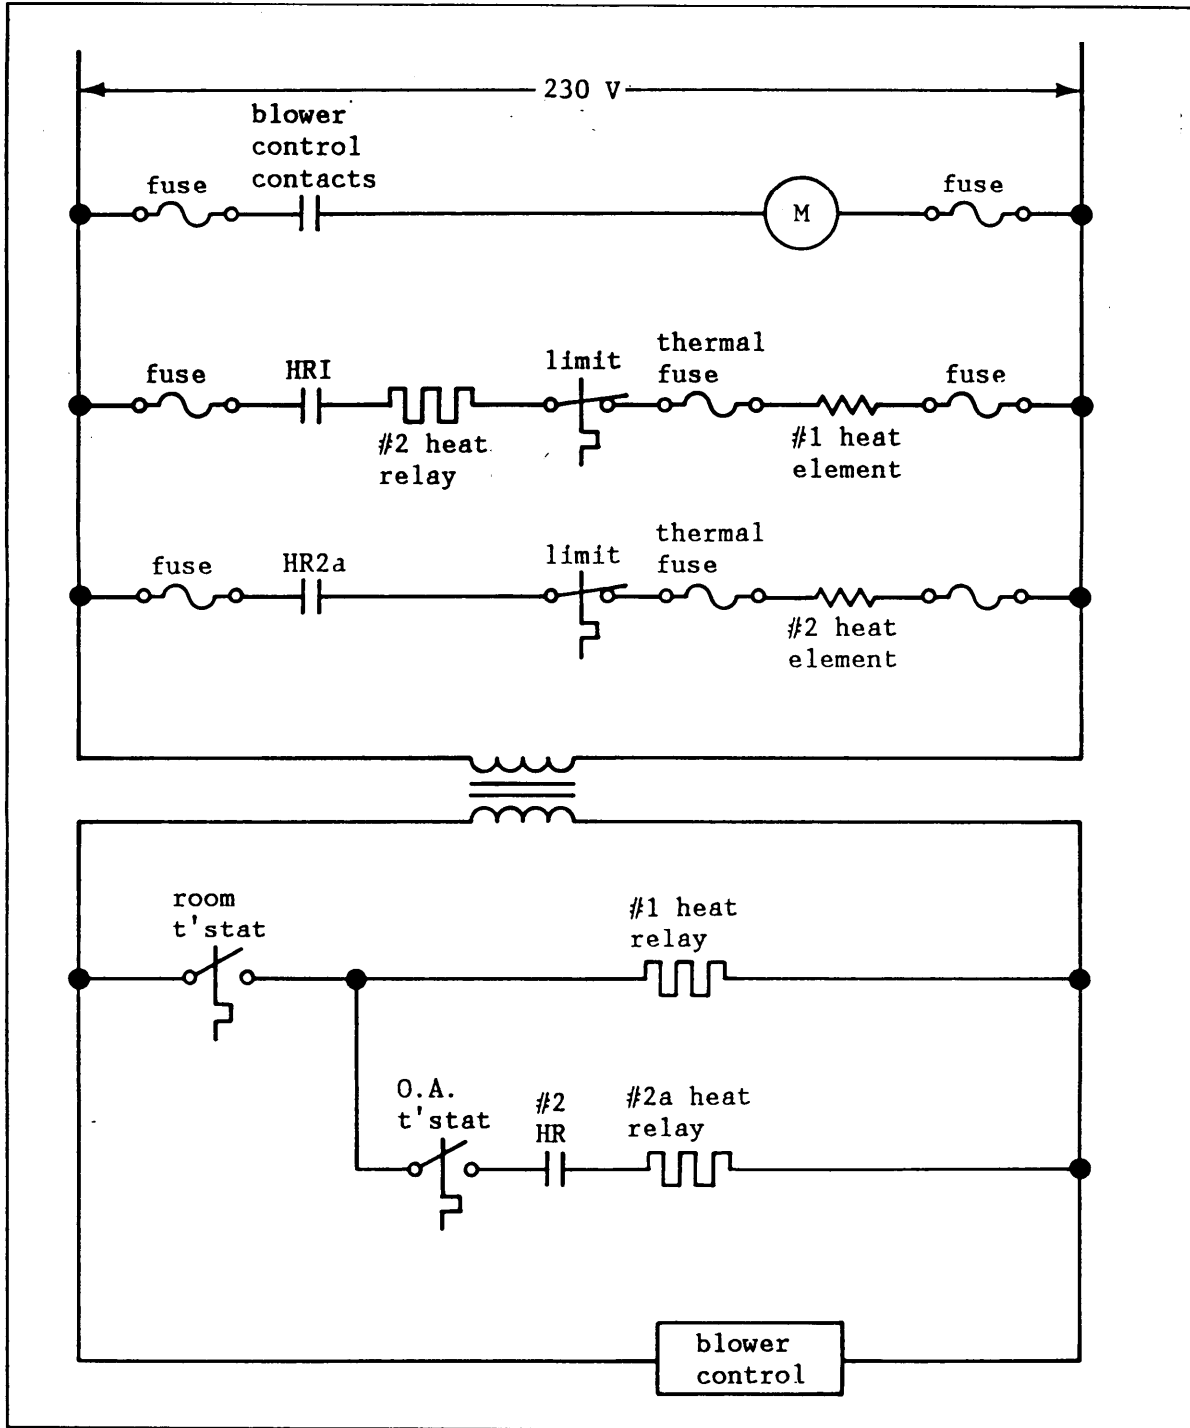 230 V
blower
control
contacts
fuse
M
fuse
fuse
HRI
#2 heat
relay
limit
thermal
fuse
#1 heat
element
fuse
fuse
HR2a
limit
thermal
fuse
#2 heat
element
room
t'stat
#1 heat
relay
O.A.
t'stat
#2
HR
#2a heat
relay
blower
control